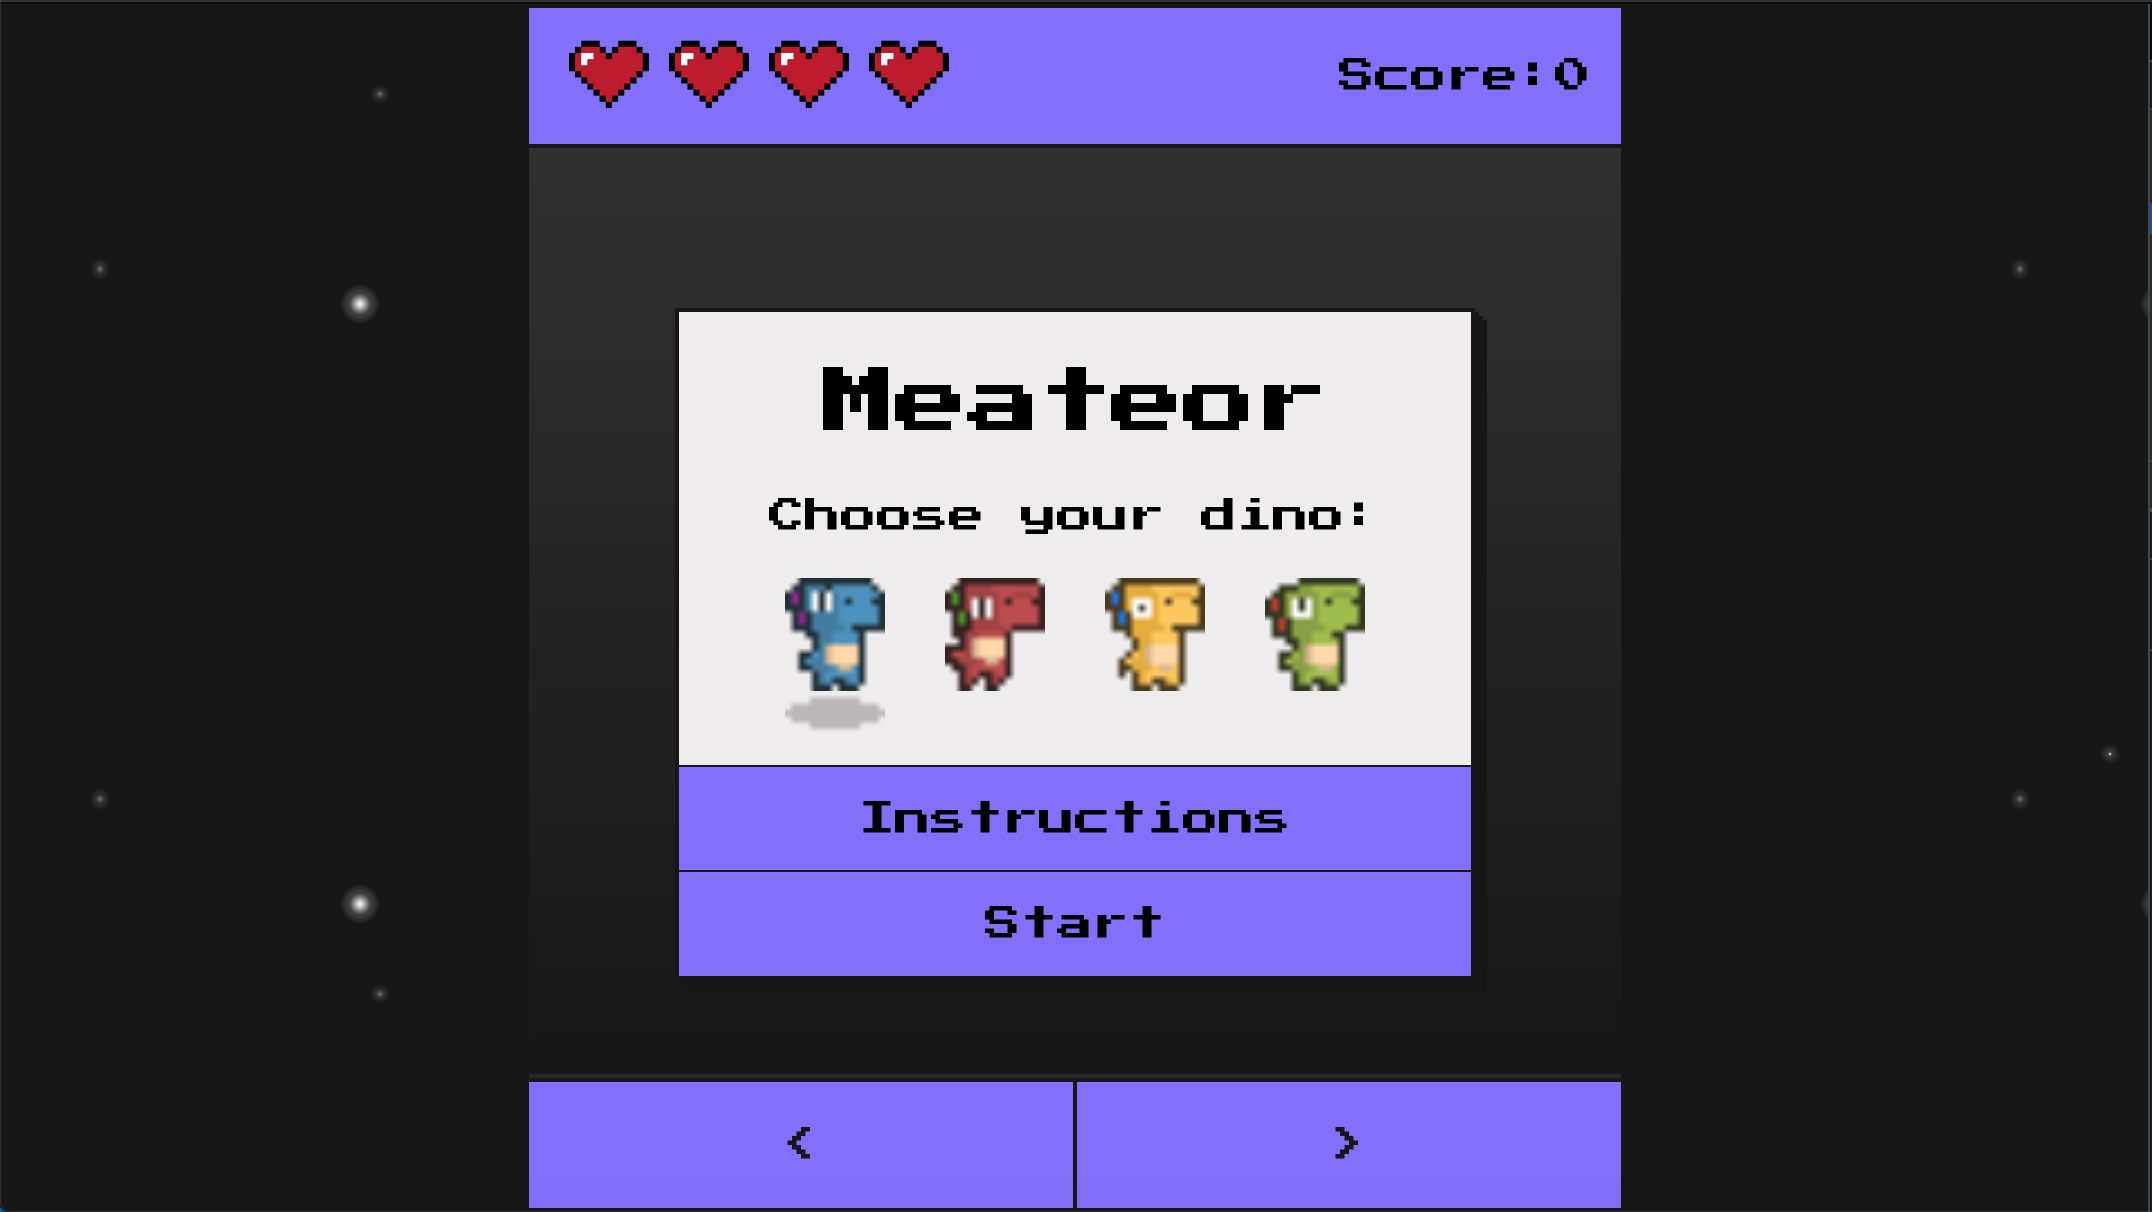 Score:0
Meateor
Choose your dino:
Instructions
Start
< >